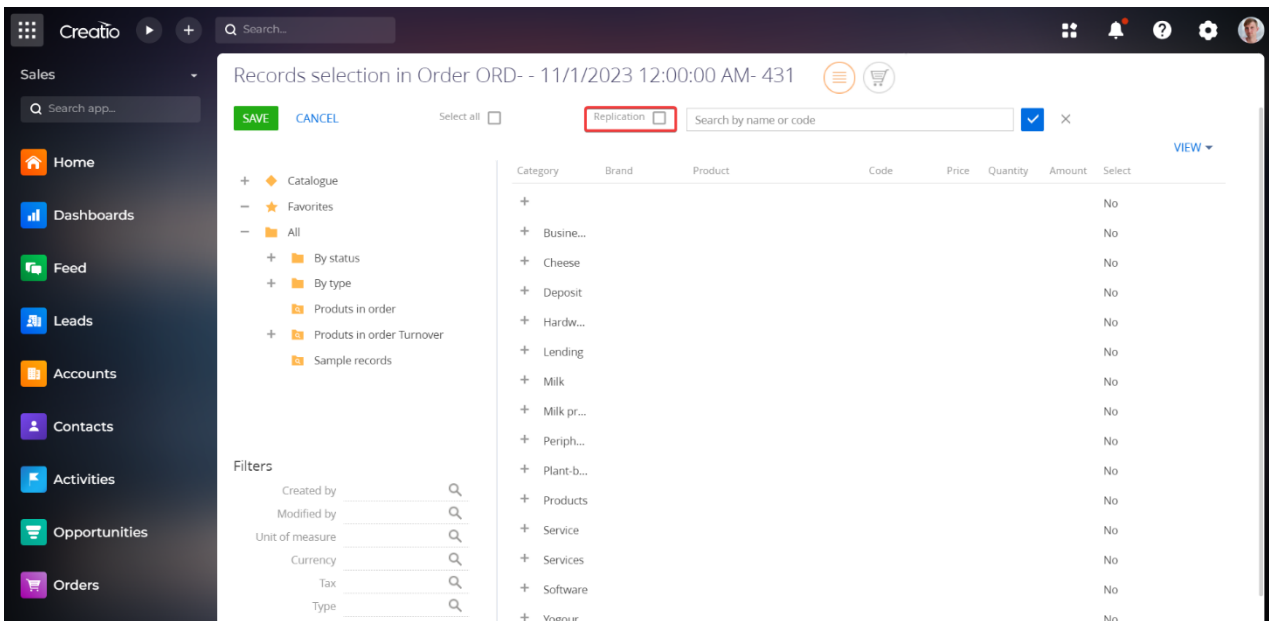 Creatio
Search...
Sales
Search app...
Home
Dashboards
Feed
Leads
Accounts
Contacts
Activities
Opportunities
Orders
Records selection in Order ORD- - 11/1/2023 12:00:00 AM- 431
SAVE CANCEL Select all Replication Search by name or code
VIEW
Catalogue
Favorites
All
By status
By type
Produts in order
Produts in order Turnover
Sample records
Filters
Created by
Modified by
Unit of measure
Currency
Tax
Type
Category Brand Product Code Price Quantity Amount Select
No
Busine... No
Cheese No
Deposit No
Hardw... No
Lending No
Milk No
Milk pr... No
Periph... No
Plant-b... No
Products No
Service No
Services No
Software No
Yogour... No